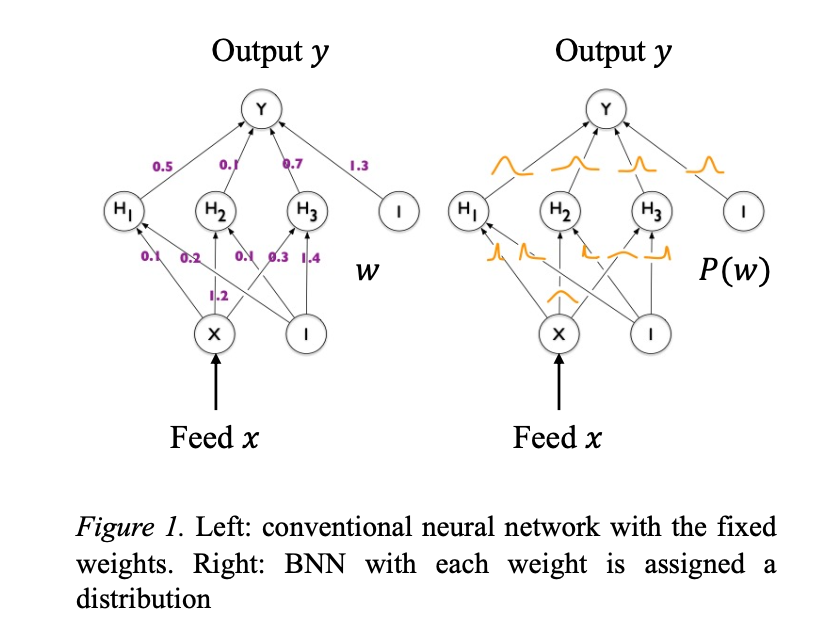 Output y Output y
Y Y
0.5 0.1 0.7 1.3
H1 H2 H3 I H1 H2 H3 I
0.1 0.2 0.1 0.3 1.4
w P(w)
1.2
X I X I
Feed x Feed x
Figure 1. Left: conventional neural network with the fixed
weights. Right: BNN with each weight is assigned a
distribution